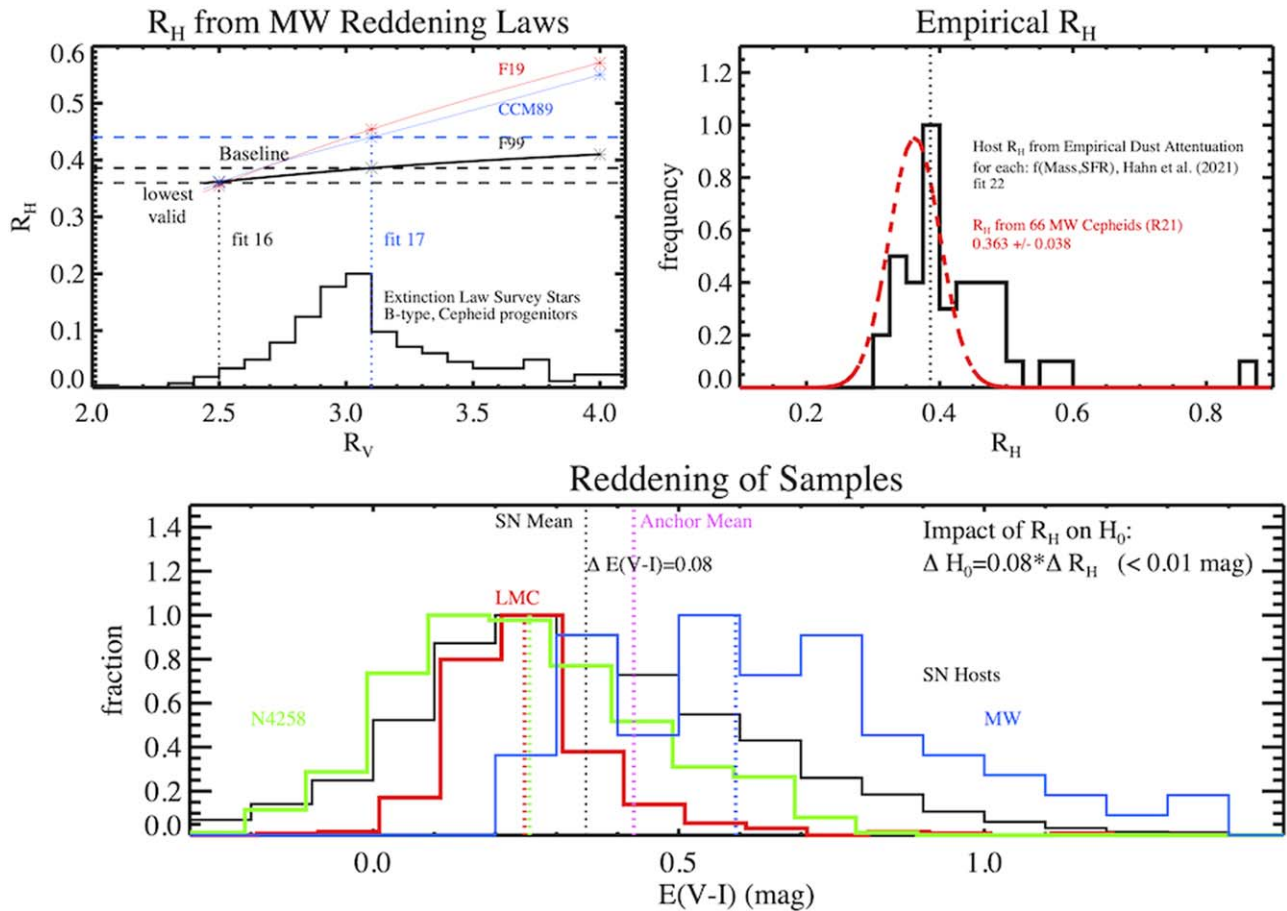 R_H from MW Reddening Laws
0.6
0.5
0.4
0.3
0.2
0.1
0.0
R_H
F19
CCM89
F99
Baseline
lowest
valid
fit 16
fit 17
Extinction Law Survey Stars
B-type, Cepheid progenitors
2.0 2.5 3.0 3.5 4.0
R_V
Empirical R_H
1.2
1.0
0.8
0.6
0.4
0.2
0.0
frequency
Host R_H from Empirical Dust Attentuation
for each: f(Mass,SFR), Hahn et al. (2021)
fit 22
R_H from 66 MW Cepheids (R21)
0.363 +/- 0.038
0.2 0.4 0.6 0.8
R_H
Reddening of Samples
1.4
1.2
1.0
0.8
0.6
0.4
0.2
0.0
fraction
SN Mean
Anchor Mean
Δ E(V-I)=0.08
Impact of R_H on H_0:
Δ H_0=0.08*Δ R_H (< 0.01 mag)
LMC
N4258
SN Hosts
MW
0.0 0.5 1.0
E(V-I) (mag)